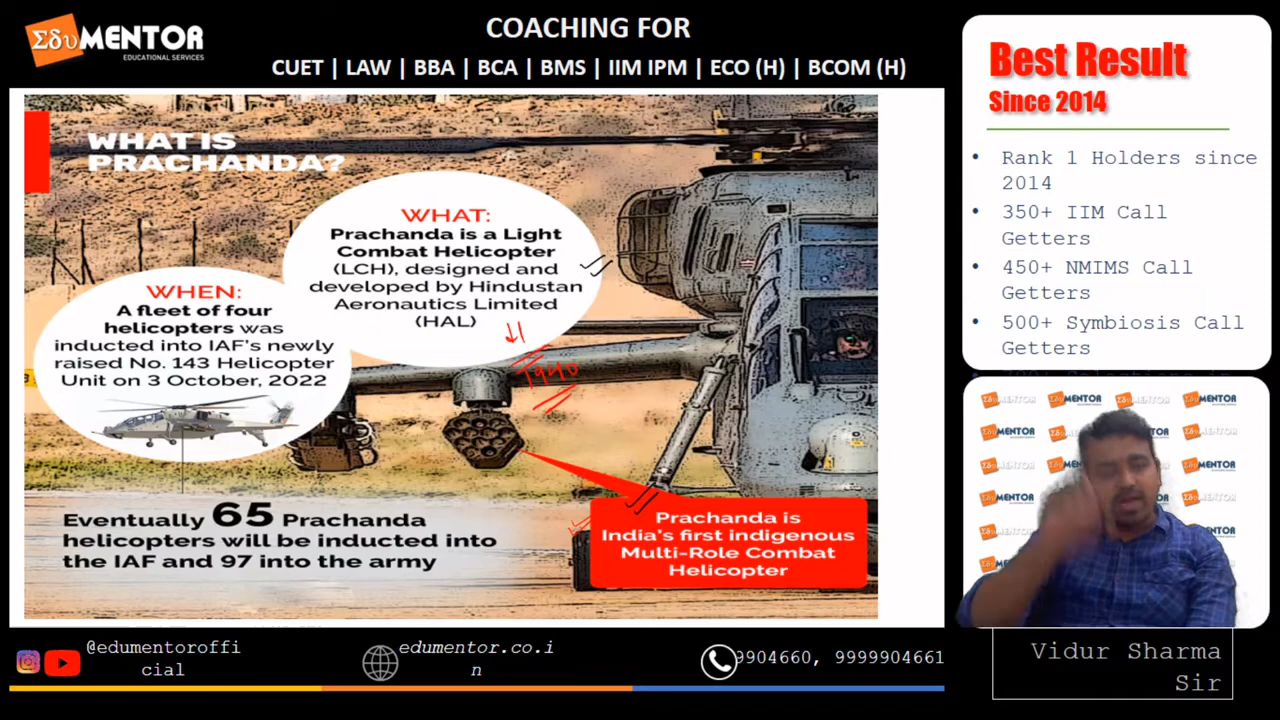 ΣδυMENTOR
EDUCATIONAL SERVICES
COACHING FOR
CUET | LAW | BBA | BCA | BMS | IIM IPM | ECO (H) | BCOM (H)
WHAT IS
PRACHANDA?
WHAT:
Prachanda is a Light
Combat Helicopter
(LCH), designed and
developed by Hindustan
Aeronautics Limited
(HAL)
1940
WHEN:
A fleet of four
helicopters was
inducted into IAF's newly
raised No. 143 Helicopter
Unit on 3 October, 2022
Eventually 65 Prachanda
helicopters will be inducted into
the IAF and 97 into the army
Prachanda is
India's first indigenous
Multi-Role Combat
Helicopter
Best Result
Since 2014
• Rank 1 Holders since
2014
• 350+ IIM Call
Getters
• 450+ NMIMS Call
Getters
• 500+ Symbiosis Call
Getters
@edumentoroffi
cial
edumentor.co.i
n
9904660, 9999904661
Vidur Sharma
Sir